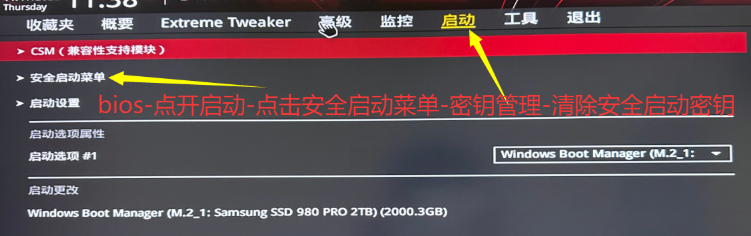 Thursday
收藏夹 概要 Extreme Tweaker 高级 监控 启动 工具 退出
> CSM（兼容性支持模块）
> 安全启动菜单
> 启动设置
bios-点开启动-点击安全启动菜单-密钥管理-清除安全启动密钥
启动选项属性
启动选项 #1 Windows Boot Manager (M.2_1:
启动更改
Windows Boot Manager (M.2_1: Samsung SSD 980 PRO 2TB) (2000.3GB)